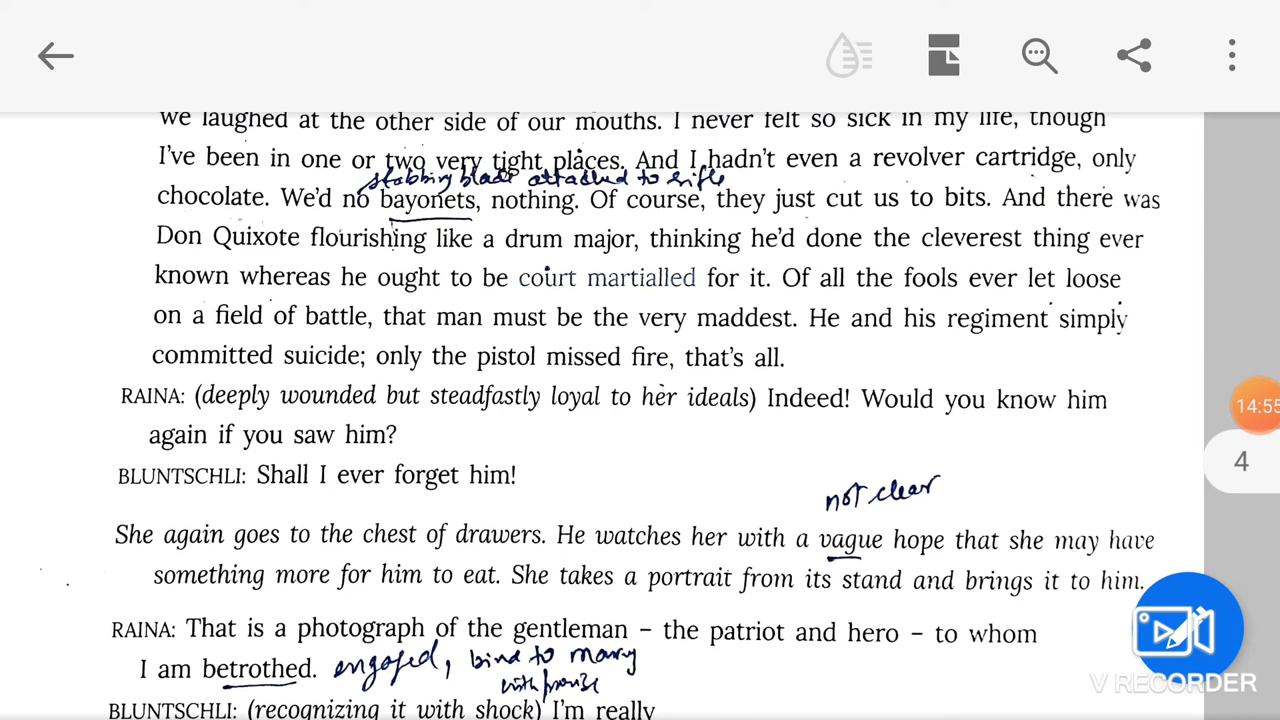 we laughed at the other side of our mouths. I never felt so sick in my life, though
I've been in one or two very tight places. And I hadn't even a revolver cartridge, only
stabbing blade attached to rifle
chocolate. We'd no bayonets, nothing. Of course, they just cut us to bits. And there was
Don Quixote flourishing like a drum major, thinking he'd done the cleverest thing ever
known whereas he ought to be court martialled for it. Of all the fools ever let loose
14:55
on a field of battle, that man must be the very maddest. He and his regiment simply
committed suicide; only the pistol missed fire, that's all.
RAINA: (deeply wounded but steadfastly loyal to her ideals) Indeed! Would you know him
again if you saw him?
4
BLUNTSCHLI: Shall I ever forget him!
not clear
She again goes to the chest of drawers. He watches her with a vague hope that she may have
something more for him to eat. She takes a portrait from its stand and brings it to him.
RAINA: That is a photograph of the gentleman – the patriot and hero – to whom
I am betrothed. engaged, bind to marry
with promise
V RECORDER
BLUNTSCHLI: (recognizing it with shock) I'm really